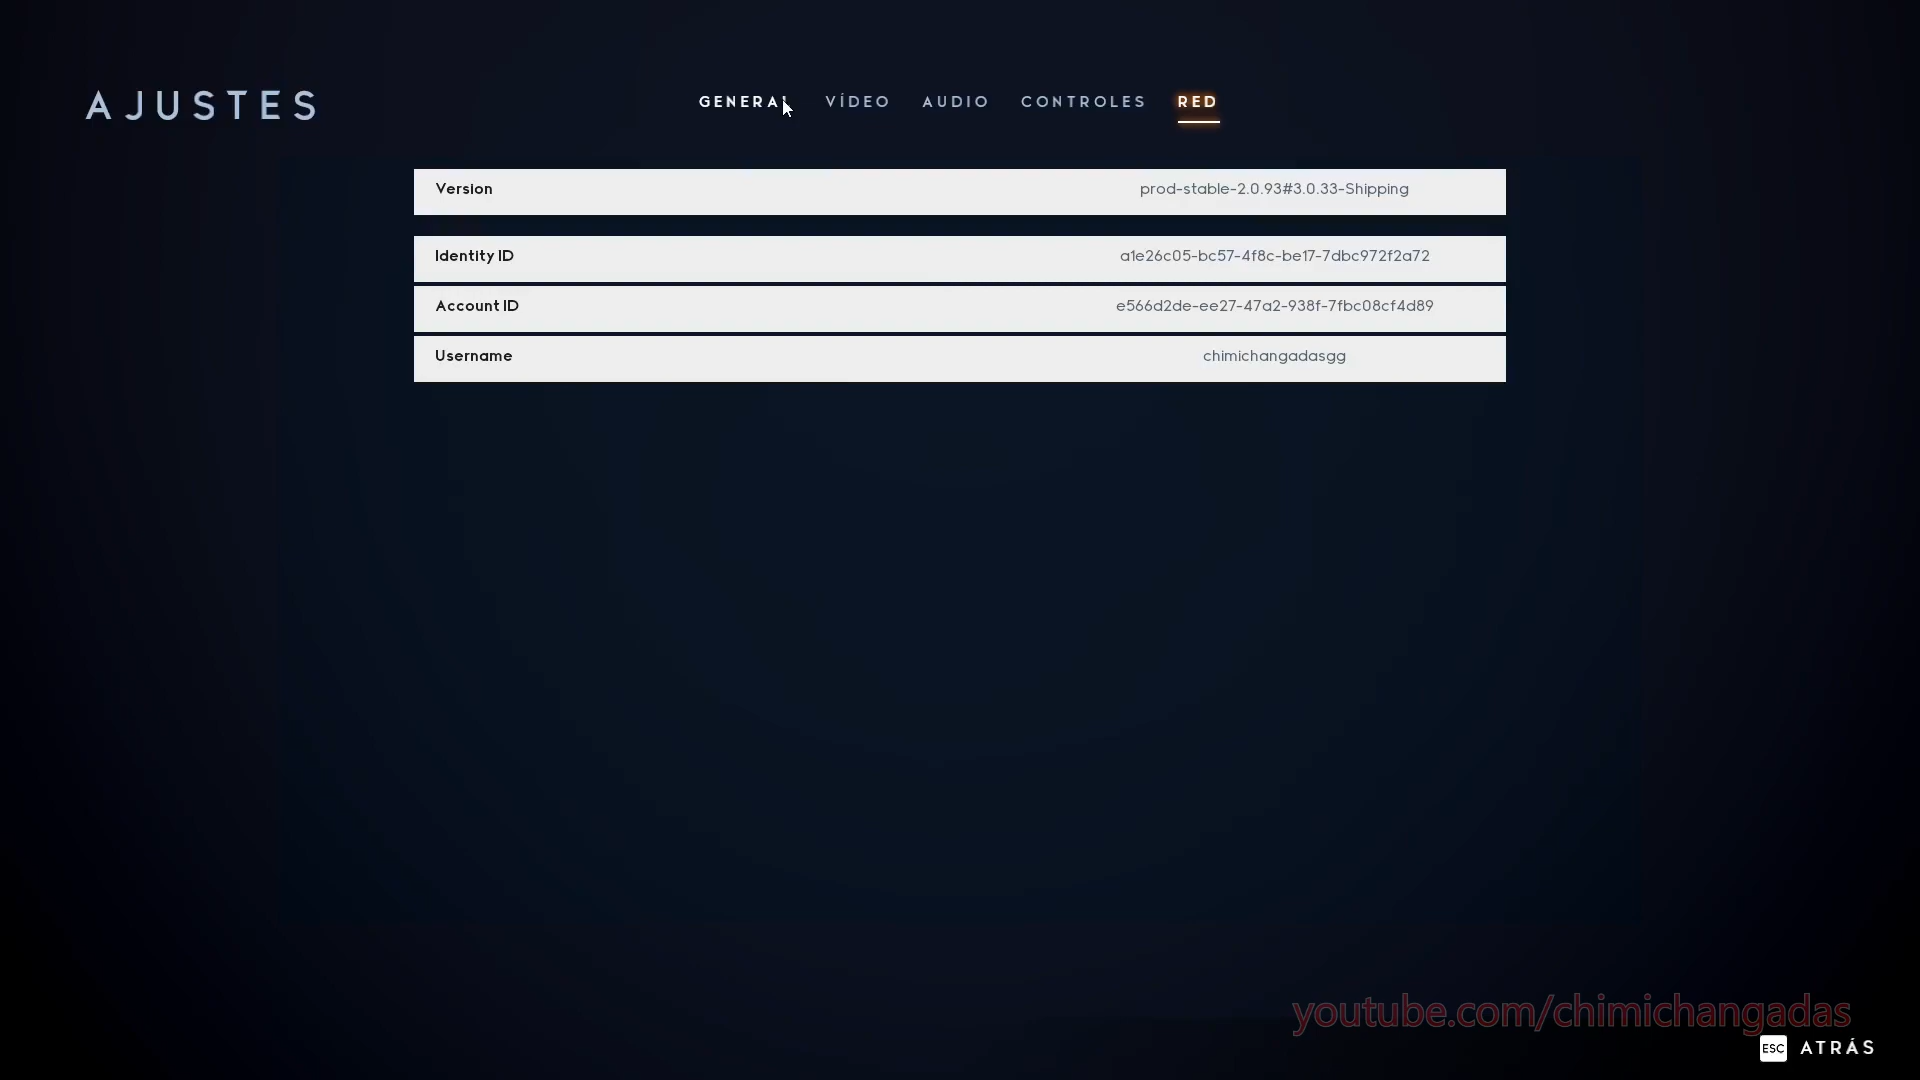 AJUSTES
GENERAL VÍDEO AUDIO CONTROLES RED
Version prod-stable-2.0.93#3.0.33-Shipping
Identity ID a1e26c05-bc57-4f8c-be17-7dbc972f2a72
Account ID e566d2de-ee27-47a2-938f-7fbc08cf4d89
Username chimichangadasgg
youtube.com/chimichangadas
ESC ATRÁS